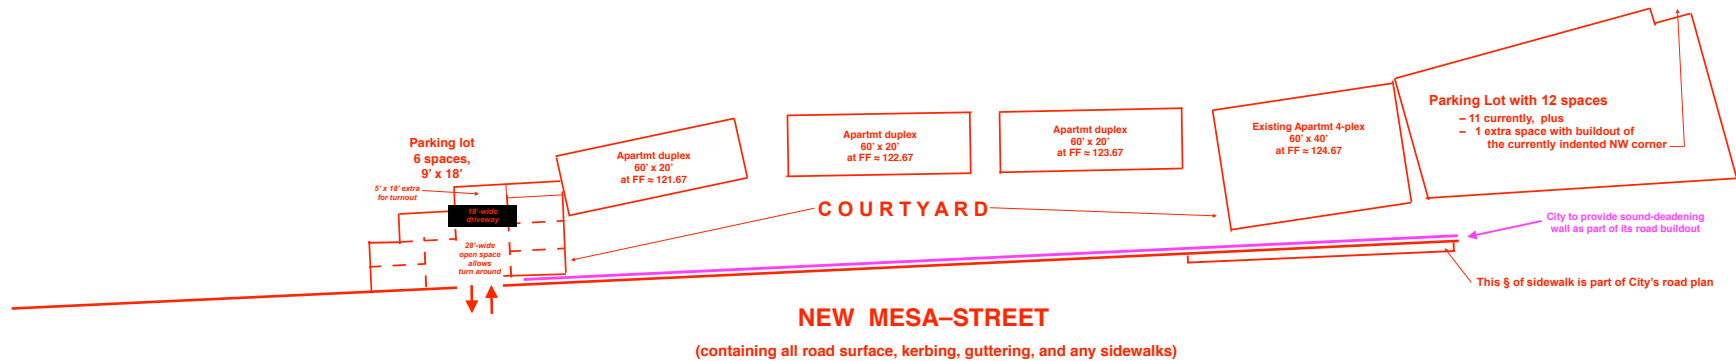 Parking lot
6 spaces,
9' x 18'
5' x 18' extra
for turnout
18'-wide
driveway
28'-wide
open space
allows
turn around
Apartmt duplex
60' x 20'
at FF ≈ 121.67
Apartmt duplex
60' x 20'
at FF ≈ 122.67
Apartmt duplex
60' x 20'
at FF ≈ 123.67
Existing Apartmt 4-plex
60' x 40'
at FF ≈ 124.67
Parking Lot with 12 spaces
– 11 currently, plus
– 1 extra space with buildout of
the currently indented NW corner
COURTYARD
City to provide sound-deadening
wall as part of its road buildout
This § of sidewalk is part of City's road plan
NEW MESA–STREET
(containing all road surface, kerbing, guttering, and any sidewalks)